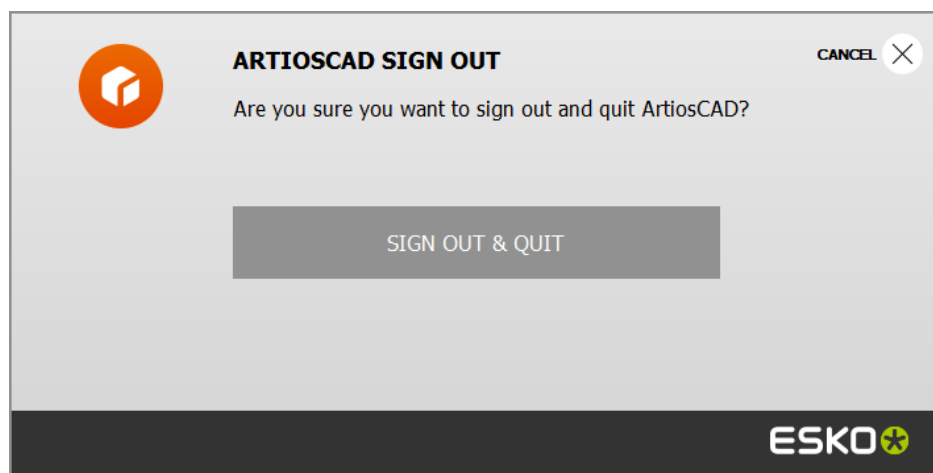 ARTIOSCAD SIGN OUT
CANCEL
Are you sure you want to sign out and quit ArtiosCAD?
SIGN OUT & QUIT
ESKO